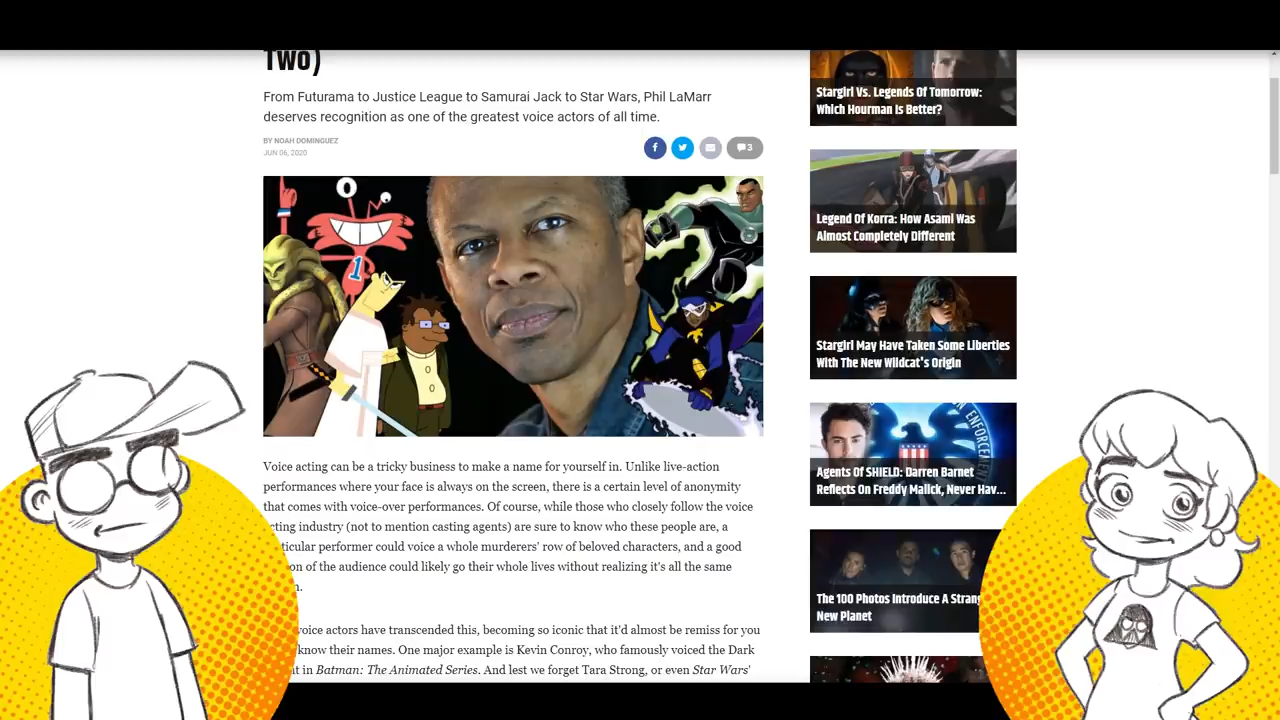 Two)
From Futurama to Justice League to Samurai Jack to Star Wars, Phil LaMarr
deserves recognition as one of the greatest voice actors of all time.
BY NOAH DOMINGUEZ
JUN 06, 2020
f
3
1
Voice acting can be a tricky business to make a name for yourself in. Unlike live-action
performances where your face is always on the screen, there is a certain level of anonymity
that comes with voice-over performances. Of course, while those who closely follow the voice
cting industry (not to mention casting agents) are sure to know who these people are, a
ticular performer could voice a whole murderers' row of beloved characters, and a good
on of the audience could likely go their whole lives without realizing it's all the same
n.
voice actors have transcended this, becoming so iconic that it'd almost be remiss for you
know their names. One major example is Kevin Conroy, who famously voiced the Dark
t in Batman: The Animated Series. And lest we forget Tara Strong, or even Star Wars'
Stargirl Vs. Legends Of Tomorrow:
Which Hourman Is Better?
Legend Of Korra: How Asami Was
Almost Completely Different
Stargirl May Have Taken Some Liberties
With The New Wildcat's Origin
ENFORCEMENT
Agents Of SHIELD: Darren Barnet
Reflects On Freddy Malick, Never Hav...
The 100 Photos Introduce A Strang
New Planet